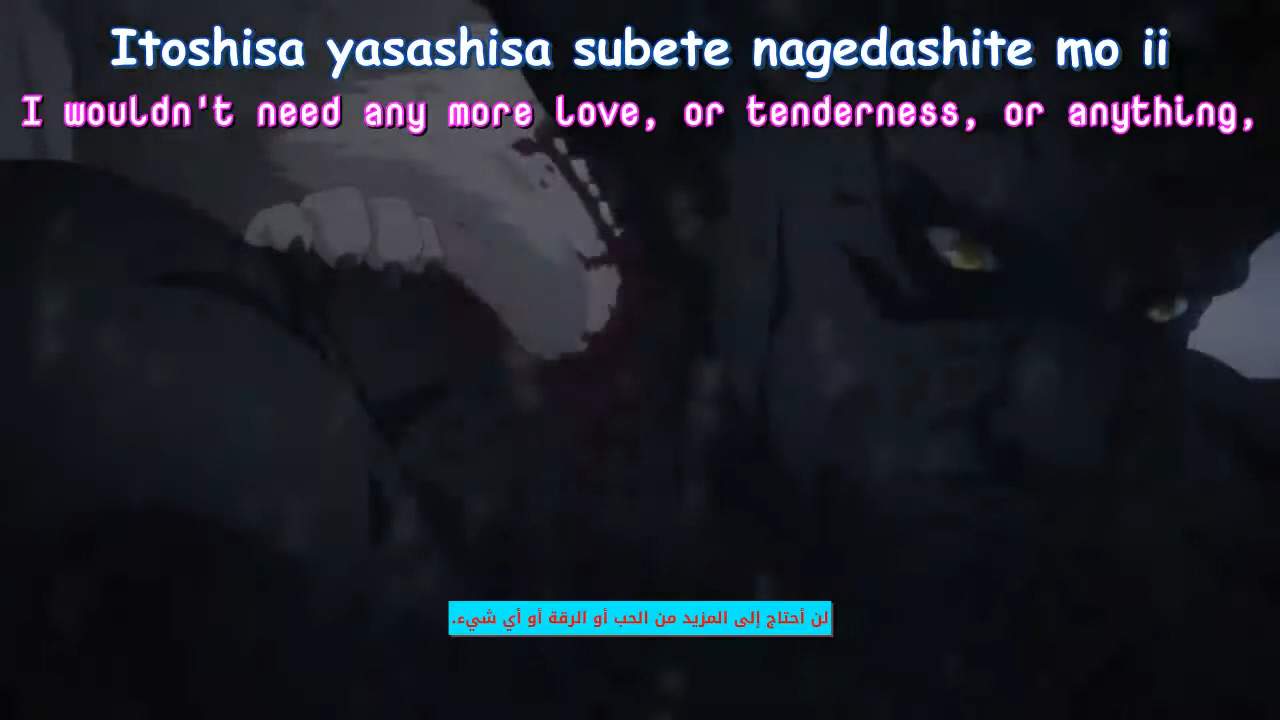 Itoshisa yasashisa subete nagedashite mo ii
I wouldn't need any more love, or tenderness, or anything,
لن أحتاج إلى المزيد من الحب أو الرقة أو أي شيء.